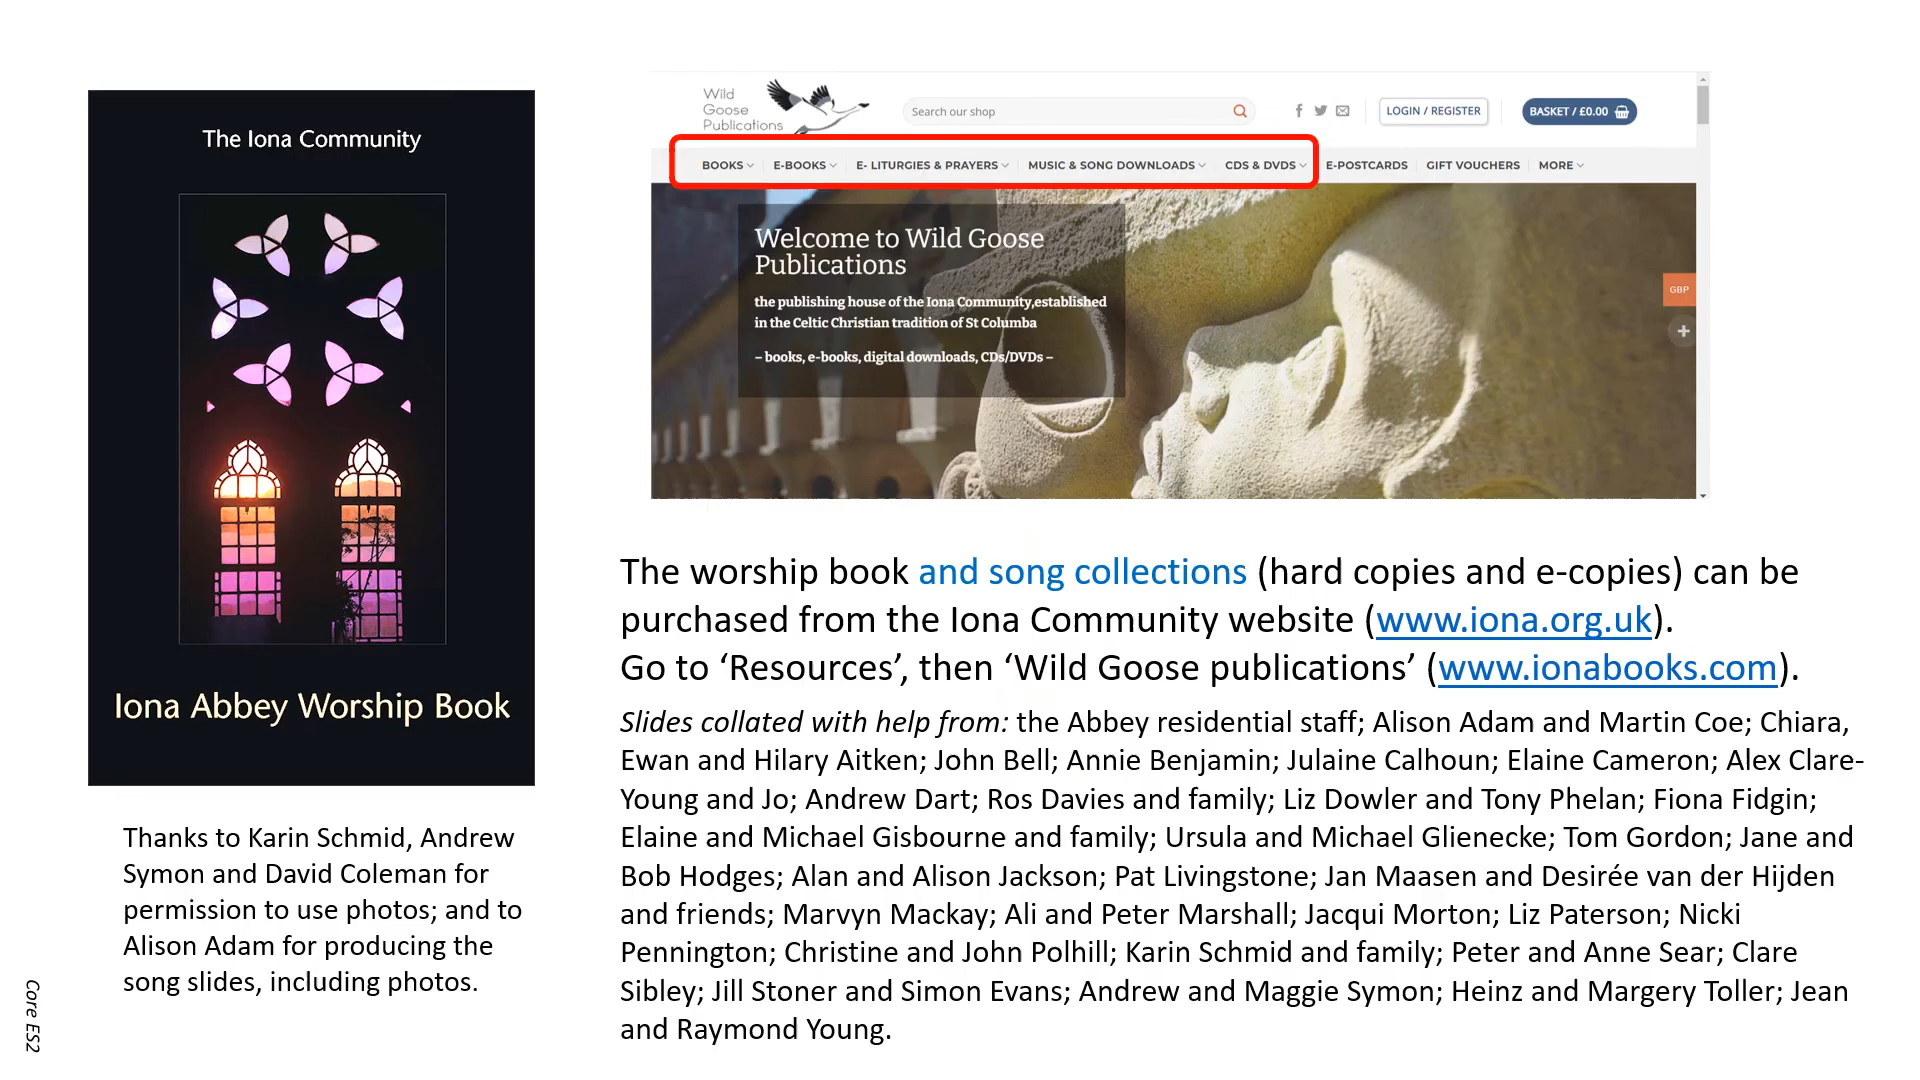 The Iona Community
Iona Abbey Worship Book
Thanks to Karin Schmid, Andrew
Symon and David Coleman for
permission to use photos; and to
Alison Adam for producing the
song slides, including photos.
Core ES2
Wild
Goose
Publications
Search our shop
LOGIN / REGISTER
BASKET / £0.00
BOOKS E-BOOKS E- LITURGIES & PRAYERS MUSIC & SONG DOWNLOADS CDS & DVDS E-POSTCARDS GIFT VOUCHERS MORE
Welcome to Wild Goose
Publications
the publishing house of the Iona Community,established
in the Celtic Christian tradition of St Columba
– books, e-books, digital downloads, CDs/DVDs –
GBP
The worship book and song collections (hard copies and e-copies) can be
purchased from the Iona Community website (www.iona.org.uk).
Go to ‘Resources’, then ‘Wild Goose publications’ (www.ionabooks.com).
Slides collated with help from: the Abbey residential staff; Alison Adam and Martin Coe; Chiara,
Ewan and Hilary Aitken; John Bell; Annie Benjamin; Julaine Calhoun; Elaine Cameron; Alex Clare-
Young and Jo; Andrew Dart; Ros Davies and family; Liz Dowler and Tony Phelan; Fiona Fidgin;
Elaine and Michael Gisbourne and family; Ursula and Michael Glienecke; Tom Gordon; Jane and
Bob Hodges; Alan and Alison Jackson; Pat Livingstone; Jan Maasen and Desirée van der Hijden
and friends; Marvyn Mackay; Ali and Peter Marshall; Jacqui Morton; Liz Paterson; Nicki
Pennington; Christine and John Polhill; Karin Schmid and family; Peter and Anne Sear; Clare
Sibley; Jill Stoner and Simon Evans; Andrew and Maggie Symon; Heinz and Margery Toller; Jean
and Raymond Young.